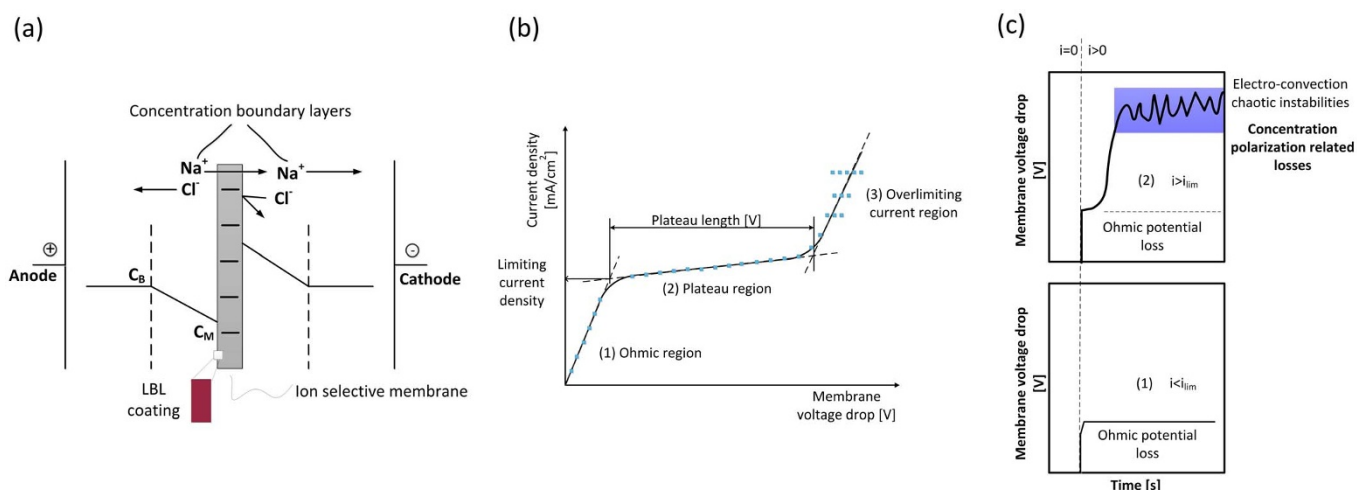 (a)
Concentration boundary layers
Na+
Na+
Cl-
Cl-
+
-
Anode
Cathode
CB
CM
LBL
coating
Ion selective membrane
(b)
Current density
[mA/cm2]
Plateau length [V]
(3) Overlimiting
current region
Limiting
current
density
(2) Plateau region
(1) Ohmic region
Membrane
voltage drop [V]
(c)
i=0
i>0
Membrane voltage drop
[V]
Electro-convection
chaotic instabilities
Concentration
polarization related
losses
(2) i>ilim
Ohmic potential
loss
Membrane voltage drop
[V]
(1) i<ilim
Ohmic potential
loss
Time [s]